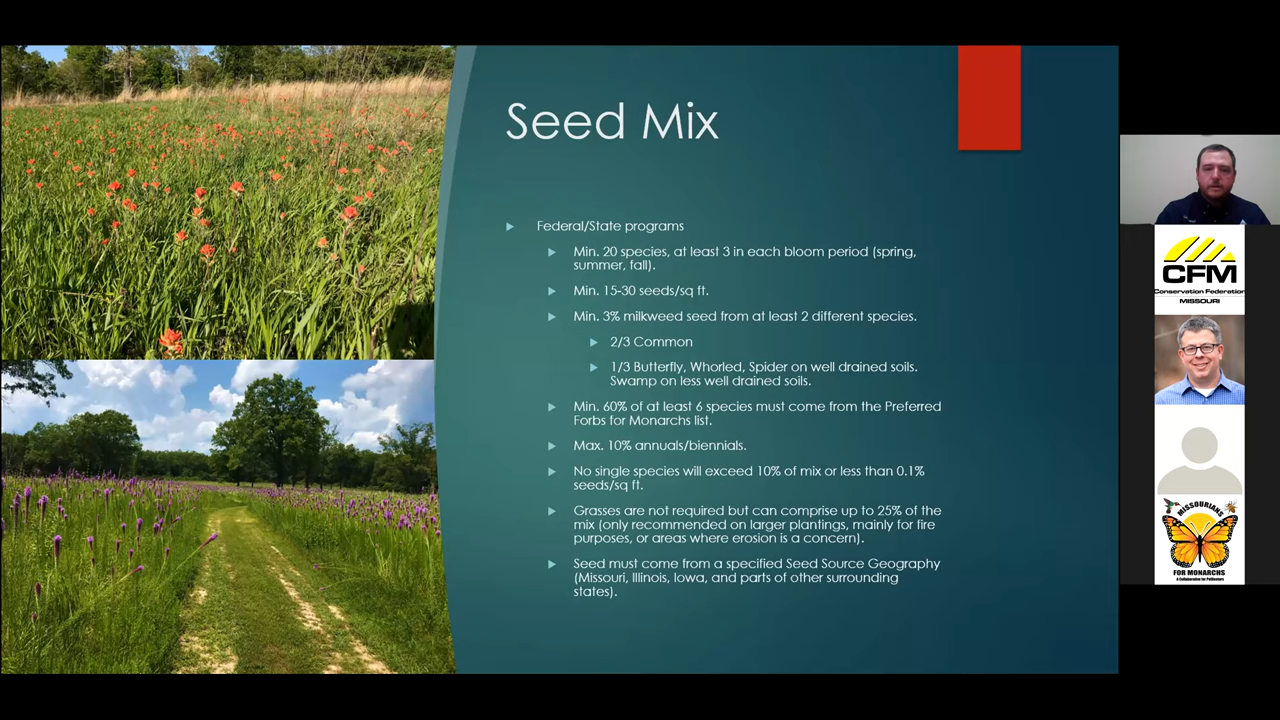 Seed Mix
Federal/State programs
Min. 20 species, at least 3 in each bloom period (spring,
summer, fall).
Min. 15-30 seeds/sq ft.
Min. 3% milkweed seed from at least 2 different species.
2/3 Common
1/3 Butterfly, Whorled, Spider on well drained soils.
Swamp on less well drained soils.
Min. 60% of at least 6 species must come from the Preferred
Forbs for Monarchs list.
Max. 10% annuals/biennials.
No single species will exceed 10% of mix or less than 0.1%
seeds/sq ft.
Grasses are not required but can comprise up to 25% of the
mix (only recommended on larger plantings, mainly for fire
purposes, or areas where erosion is a concern).
Seed must come from a specified Seed Source Geography
(Missouri, Illinois, Iowa, and parts of other surrounding
states).
CFM
Conservation Federation
MISSOURI
MISSOURIANS
FOR MONARCHS
A Collaborative for Pollinators